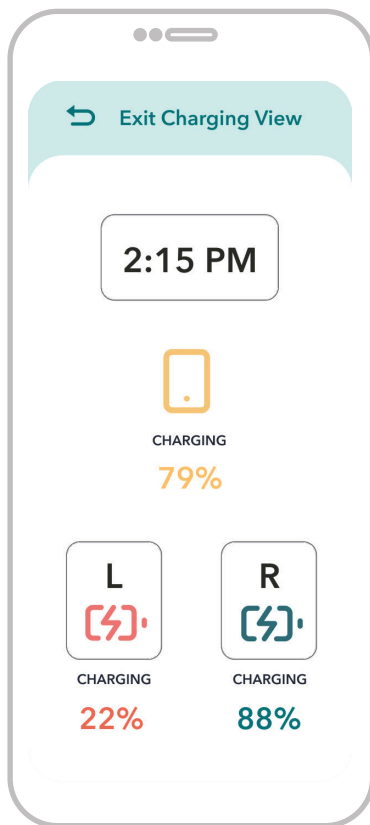 Exit Charging View
2:15 PM
CHARGING
79%
L R
CHARGING CHARGING
22% 88%